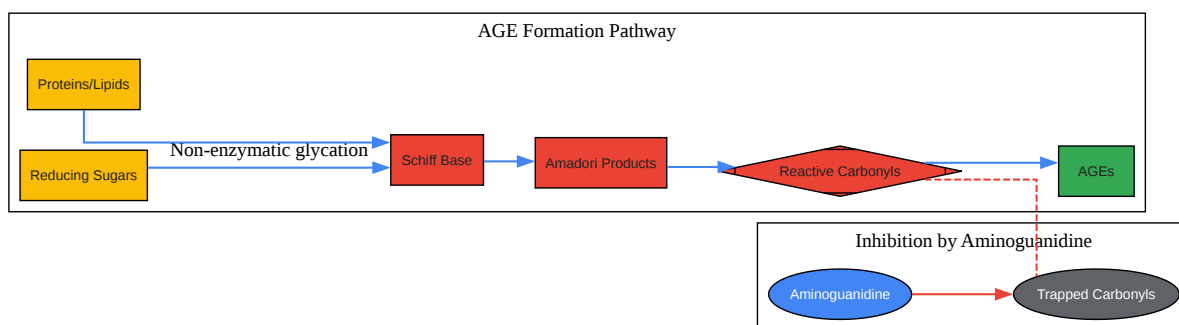 AGE Formation Pathway
Proteins/Lipids
Non-enzymatic glycation
Reducing Sugars
Schiff Base
Amadori Products
Reactive Carbonyls
AGEs
Inhibition by Aminoguanidine
Aminoguanidine
Trapped Carbonyls